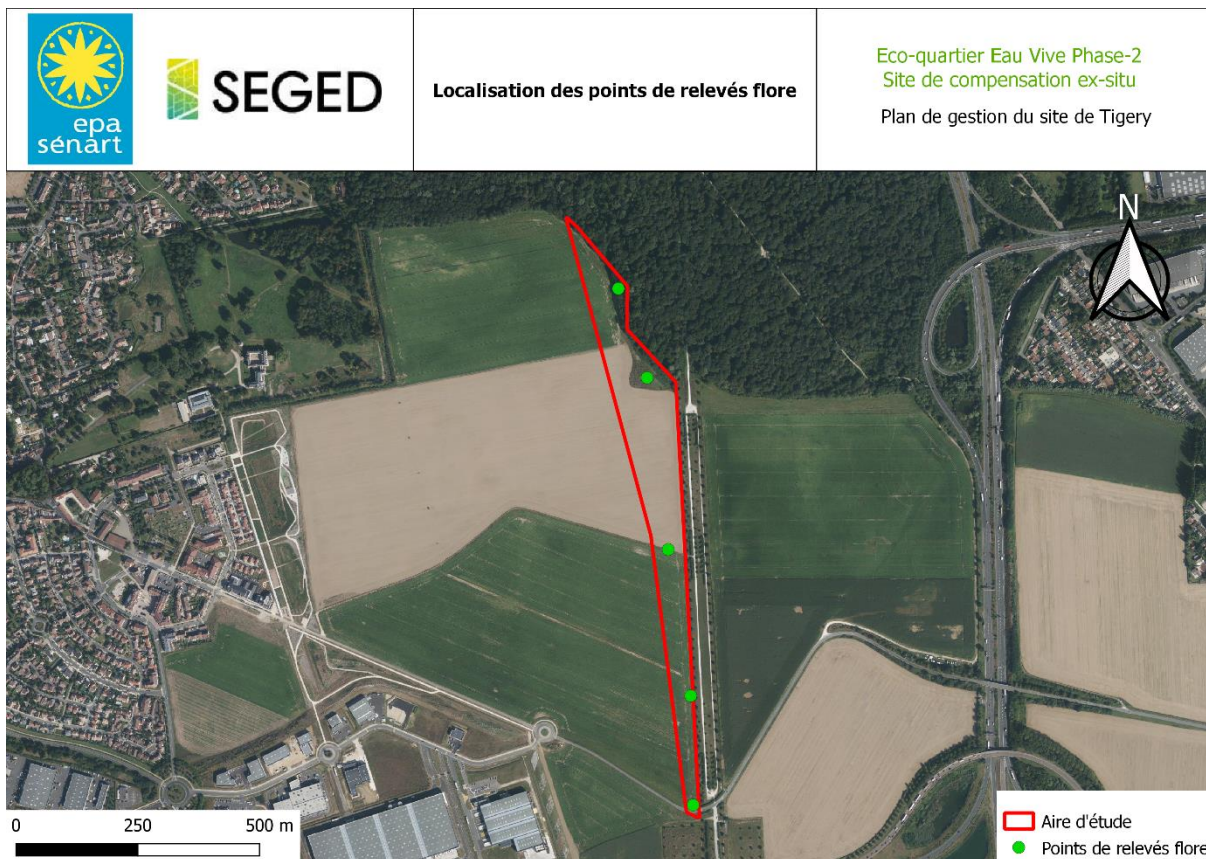 epa
sénart
SEGED
Localisation des points de relevés flore
Eco-quartier Eau Vive Phase-2
Site de compensation ex-situ
Plan de gestion du site de Tigery
N
0 250 500 m
Aire d'étude
Points de relevés flore